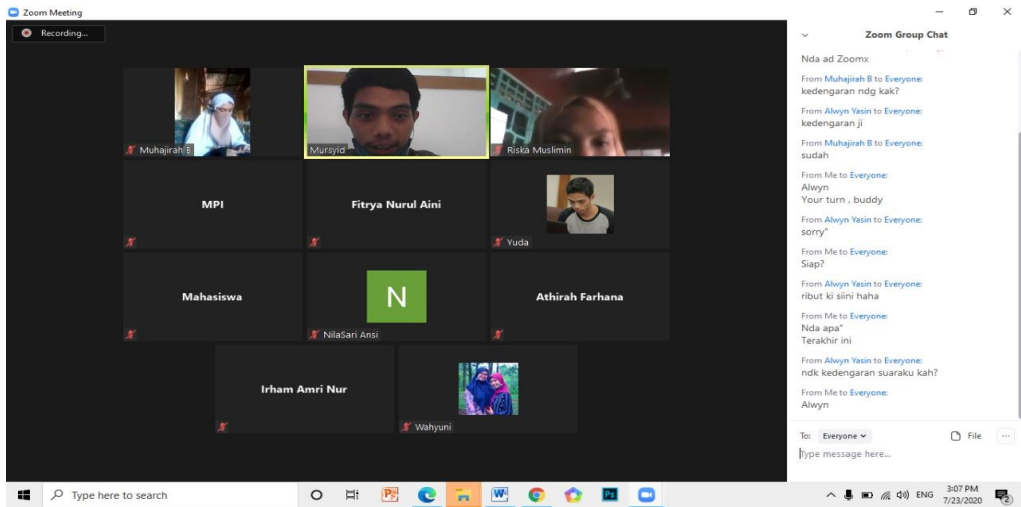 Zoom Meeting
Recording...
Muhajirah B
Mursyid
Riska Muslimin
MPI
Fitrya Nurul Aini
Yuda
Mahasiswa
N
NilaSari Ansi
Athirah Farhana
Irham Amri Nur
Wahyuni
Zoom Group Chat
Nda ad Zoomx
From Muhajirah B to Everyone:
kedengaran ndg kak?
From Alwyn Yasin to Everyone:
kedengaran ji
From Muhajirah B to Everyone:
sudah
From Me to Everyone:
Alwyn
Your turn , buddy
From Alwyn Yasin to Everyone:
sorry"
From Me to Everyone:
Siap?
From Alwyn Yasin to Everyone:
ribut ki siini haha
From Me to Everyone:
Nda apa"
Terakhir ini
From Alwyn Yasin to Everyone:
ndk kedengaran suaraku kah?
From Me to Everyone:
Alwyn
To: Everyone File ...
Type message here...
Type here to search
ENG
3:07 PM
7/23/2020
2